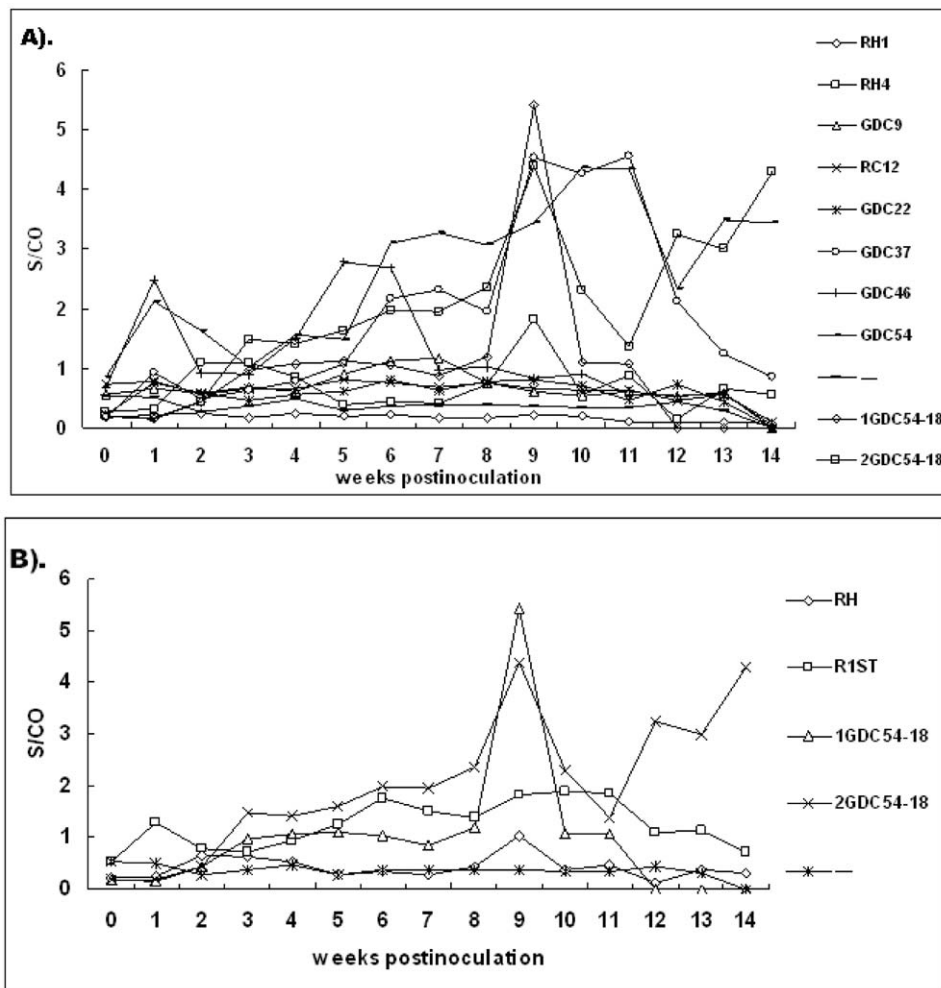 A).
S/CO
6
5
4
3
2
1
0
0 1 2 3 4 5 6 7 8 9 10 11 12 13 14
weeks postinoculation
RH1
RH4
GDC9
RC12
GDC22
GDC37
GDC46
GDC54
—
1GDC54-18
2GDC54-18
B).
S/CO
6
5
4
3
2
1
0
0 1 2 3 4 5 6 7 8 9 10 11 12 13 14
weeks postinoculation
RH
R1ST
1GDC54-18
2GDC54-18
—